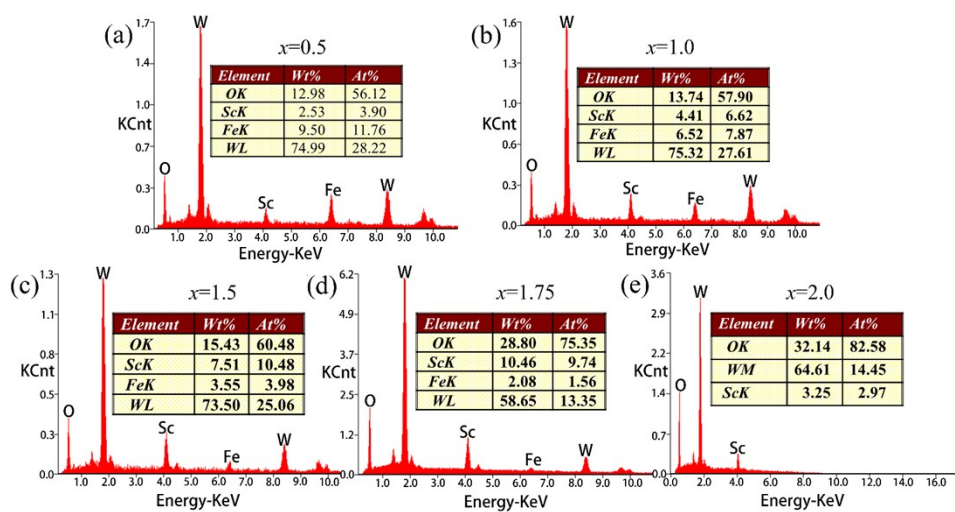 (a)
x=0.5
KCnt
1.7
1.4
1.0
0.7
0.3
0.0
W
O
Sc
Fe
W
Element Wt% At%
OK 12.98 56.12
ScK 2.53 3.90
FeK 9.50 11.76
WL 74.99 28.22
1.0 2.0 3.0 4.0 5.0 6.0 7.0 8.0 9.0 10.0
Energy-KeV
(b)
x=1.0
KCnt
1.6
1.3
1.0
0.6
0.3
0.0
W
O
Sc
Fe
W
Element Wt% At%
OK 13.74 57.90
ScK 4.41 6.62
FeK 6.52 7.87
WL 75.32 27.61
1.0 2.0 3.0 4.0 5.0 6.0 7.0 8.0 9.0 10.0
Energy-KeV
(c)
x=1.5
KCnt
1.3
1.1
0.8
0.5
0.3
0.0
W
O
Sc
Fe
W
Element Wt% At%
OK 15.43 60.48
ScK 7.51 10.48
FeK 3.55 3.98
WL 73.50 25.06
1.0 2.0 3.0 4.0 5.0 6.0 7.0 8.0 9.0 10.0
Energy-KeV
(d)
x=1.75
KCnt
6.2
4.9
3.7
2.5
1.2
0.0
W
O
Sc
Fe
W
Element Wt% At%
OK 28.80 75.35
ScK 10.46 9.74
FeK 2.08 1.56
WL 58.65 13.35
1.0 2.0 3.0 4.0 5.0 6.0 7.0 8.0 9.0 10.0
Energy-KeV
(e)
x=2.0
KCnt
3.6
2.9
2.2
1.4
0.7
0.0
W
O
Sc
Element Wt% At%
OK 32.14 82.58
WM 64.61 14.45
ScK 3.25 2.97
2.0 4.0 6.0 8.0 10.0 12.0 14.0 16.0
Energy-KeV